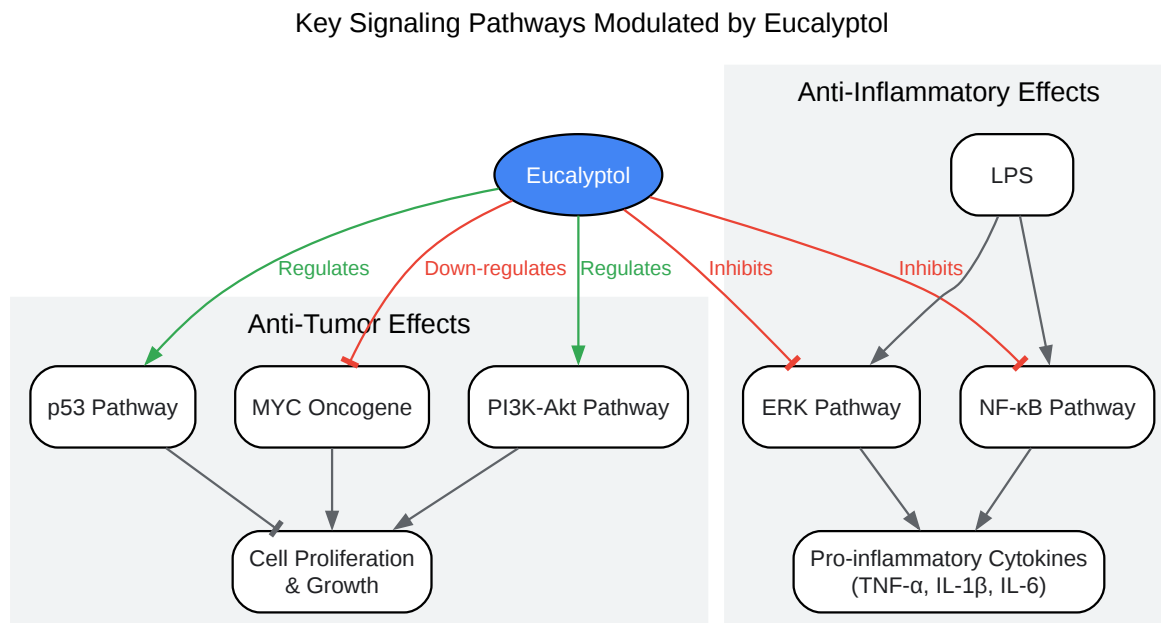 Key Signaling Pathways Modulated by Eucalyptol
Anti-Inflammatory Effects
Eucalyptol
LPS
Regulates
Down-regulates
Regulates
Inhibits
Inhibits
Anti-Tumor Effects
p53 Pathway
MYC Oncogene
PI3K-Akt Pathway
ERK Pathway
NF-κB Pathway
Cell Proliferation
& Growth
Pro-inflammatory Cytokines
(TNF-α, IL-1β, IL-6)